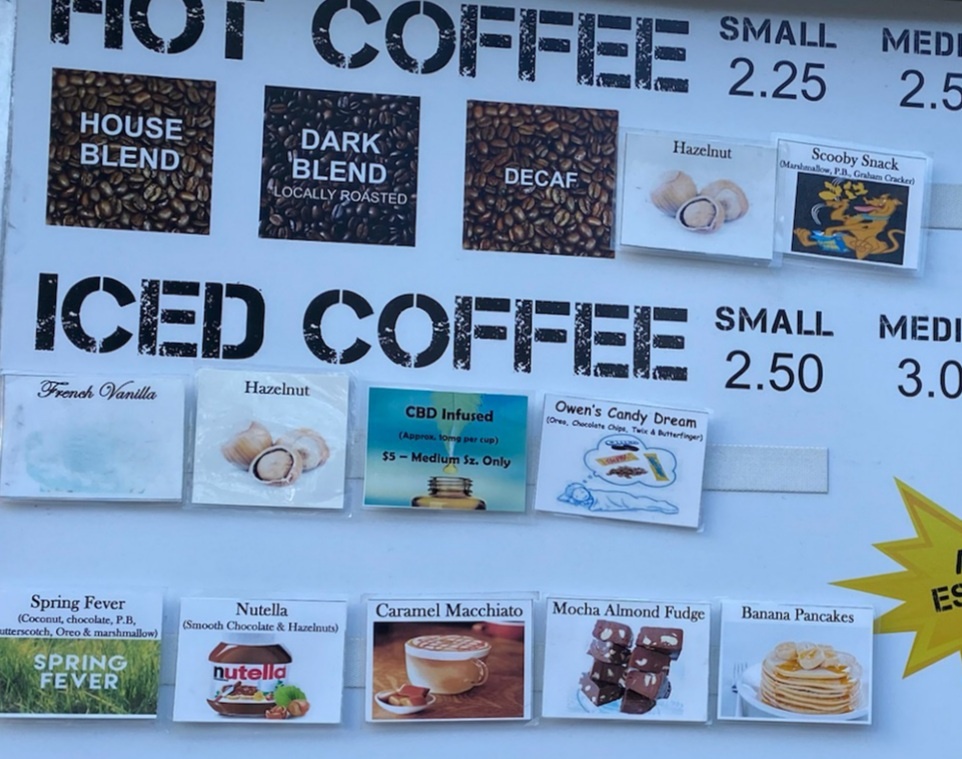 HOT COFFEE SMALL
2.25
HOUSE
BLEND
DARK
BLEND
LOCALLY ROASTED
DECAF
Hazelnut
Scooby Snack
(Marshmallow, P.B., Graham Cracker)
ICED COFFEE SMALL
2.50
French Vanilla
Hazelnut
CBD Infused
(Approx. 10mg per cup)
$5 – Medium Sz. Only
Owen's Candy Dream
(Oreo, Chocolate Chips, Twix & Butterfinger)
Spring Fever
(Coconut, chocolate, P.B,
utterscotch, Oreo & marshmallow)
SPRING
FEVER
Nutella
(Smooth Chocolate & Hazelnuts)
nutella
Caramel Macchiato
Mocha Almond Fudge
Banana Pancakes